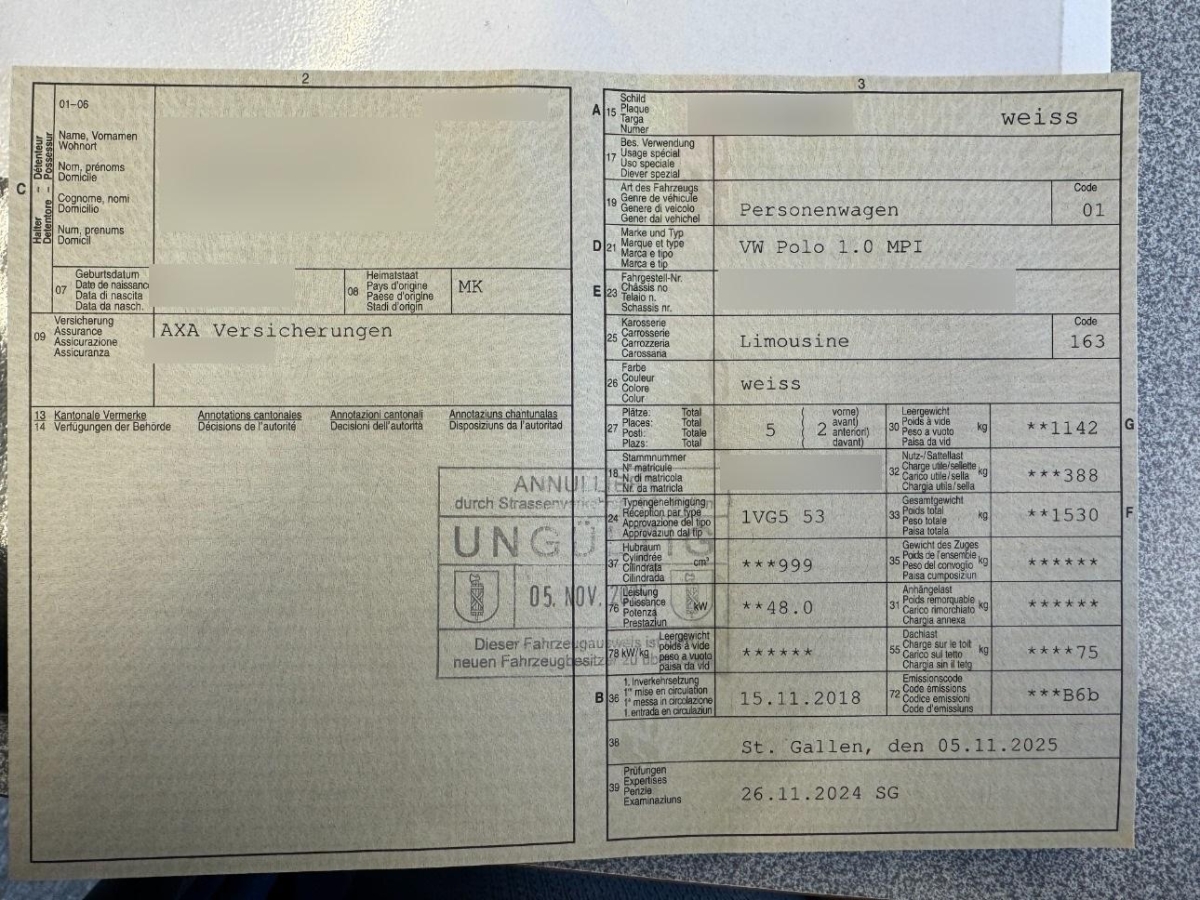 2
01–06
Name, Vornamen
Wohnort
Nom, prénoms
Domicile
Cognome, nomi
Domicilio
Num, prenums
Domicil
C
Halter – Détenteur
Detentore – Possessur
07
Geburtsdatum
Date de naissance
Data di nascita
Data da nasch.
08
Heimatstaat
Pays d'origine
Paese d'origine
Stadi d'origin
MK
09
Versicherung
Assurance
Assicurazione
Assicuranza
AXA Versicherungen
13 Kantonale Vermerke Annotations cantonales Annotazioni cantonali Annotaziuns chantunalas
14 Verfügungen der Behörde Décisions de l'autorité Decisioni dell'autorità Disposiziuns da l'autoritad
durch
UNGÜLTIG
05. NOV.
Dieser Fahrzeugausweis ist
neuen Fahrzeugbesitzer zu
3
A 15
Schild
Plaque
Targa
Numer
weiss
17
Bes. Verwendung
Usage spécial
Uso speciale
Diever spezial
19
Art des Fahrzeugs
Genre de véhicule
Genere di veicolo
Gener dal vehichel
Personenwagen
Code
01
D 21
Marke und Typ
Marque et type
Marca e tipo
Marca e tip
VW Polo 1.0 MPI
E 23
Fahrgestell-Nr.
Châssis no
Telaio n.
Schassis nr.
25
Karosserie
Carrosserie
Carrozzeria
Carossaria
Limousine
Code
163
26
Farbe
Couleur
Colore
Colur
weiss
27
Plätze: Total
Places: Total
Posti: Totale
Plazs: Total
5
( 2 vorne)
avant)
anteriori)
davant)
30
Leergewicht
Poids à vide
Peso a vuoto
Paisa da vid
kg
**1142
G
18
Stammnummer
N° matricule
N. di matricola
Nr. da matricla
32
Nutz-/Sattellast
Charge utile/sellette
Carico utile/sella
Chargia utila/sella
kg
***388
24
Typengenehmigung
Réception par type
Approvazione del tipo
Approvaziun dal tip
1VG5 53
33
Gesamtgewicht
Poids total
Peso totale
Paisa totala
kg
**1530
F
37
Hubraum
Cylindrée
Cilindrata
Cilindrada
cm³
***999
35
Gewicht des Zuges
Poids de l'ensemble
Peso del convoglio
Paisa cumposiziun
kg
******
76
Leistung
Puissance
Potenza
Prestaziun
kW
**48.0
31
Anhängelast
Poids remorquable
Carico rimorchiato
Chargia annexa
kg
******
78 kW/kg
Leergewicht
poids à vide
peso a vuoto
paisa da vid
******
55
Dachlast
Charge sur le toit
Carico sul tetto
Chargia sin il tetg
kg
****75
B 36
1. Inverkehrsetzung
1re mise en circulation
1a messa in circolazione
1. entrada en circulaziun
15.11.2018
72
Emissionscode
Code émissions
Codice emissioni
Code d'emissiuns
***B6b
38
St. Gallen, den 05.11.2025
39
Prüfungen
Expertises
Perizie
Examinaziuns
26.11.2024 SG